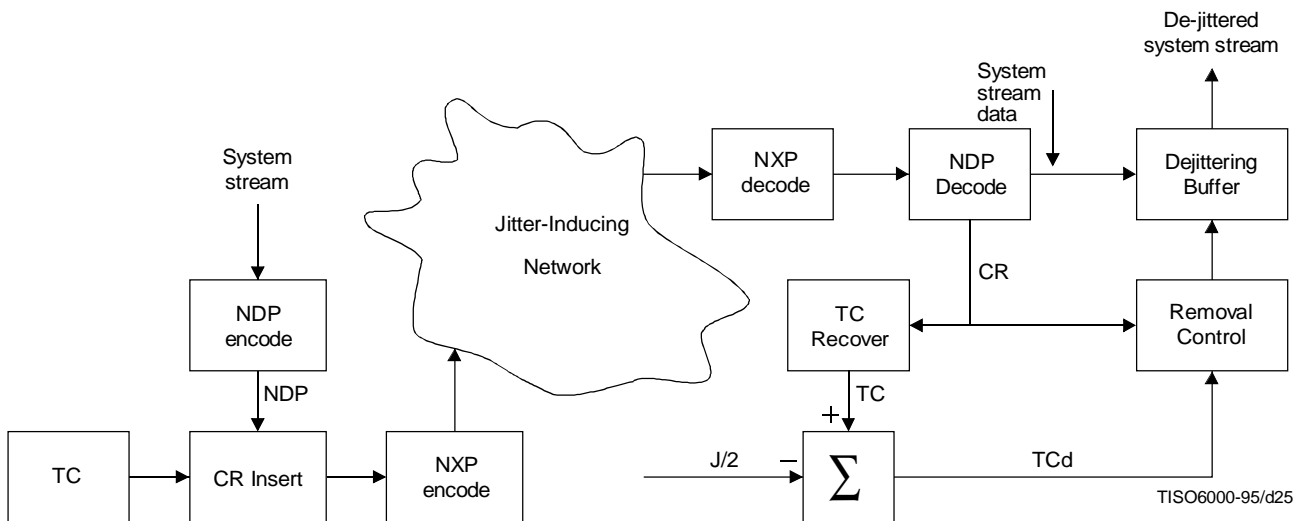 De-jittered
system stream
System
stream
data
System
stream
NXP
decode
NDP
Decode
Dejittering
Buffer
Jitter-Inducing
Network
CR
NDP
encode
TC
Recover
Removal
Control
NDP
TC
+
TC
CR Insert
NXP
encode
J/2
–
Σ
TCd
TISO6000-95/d25